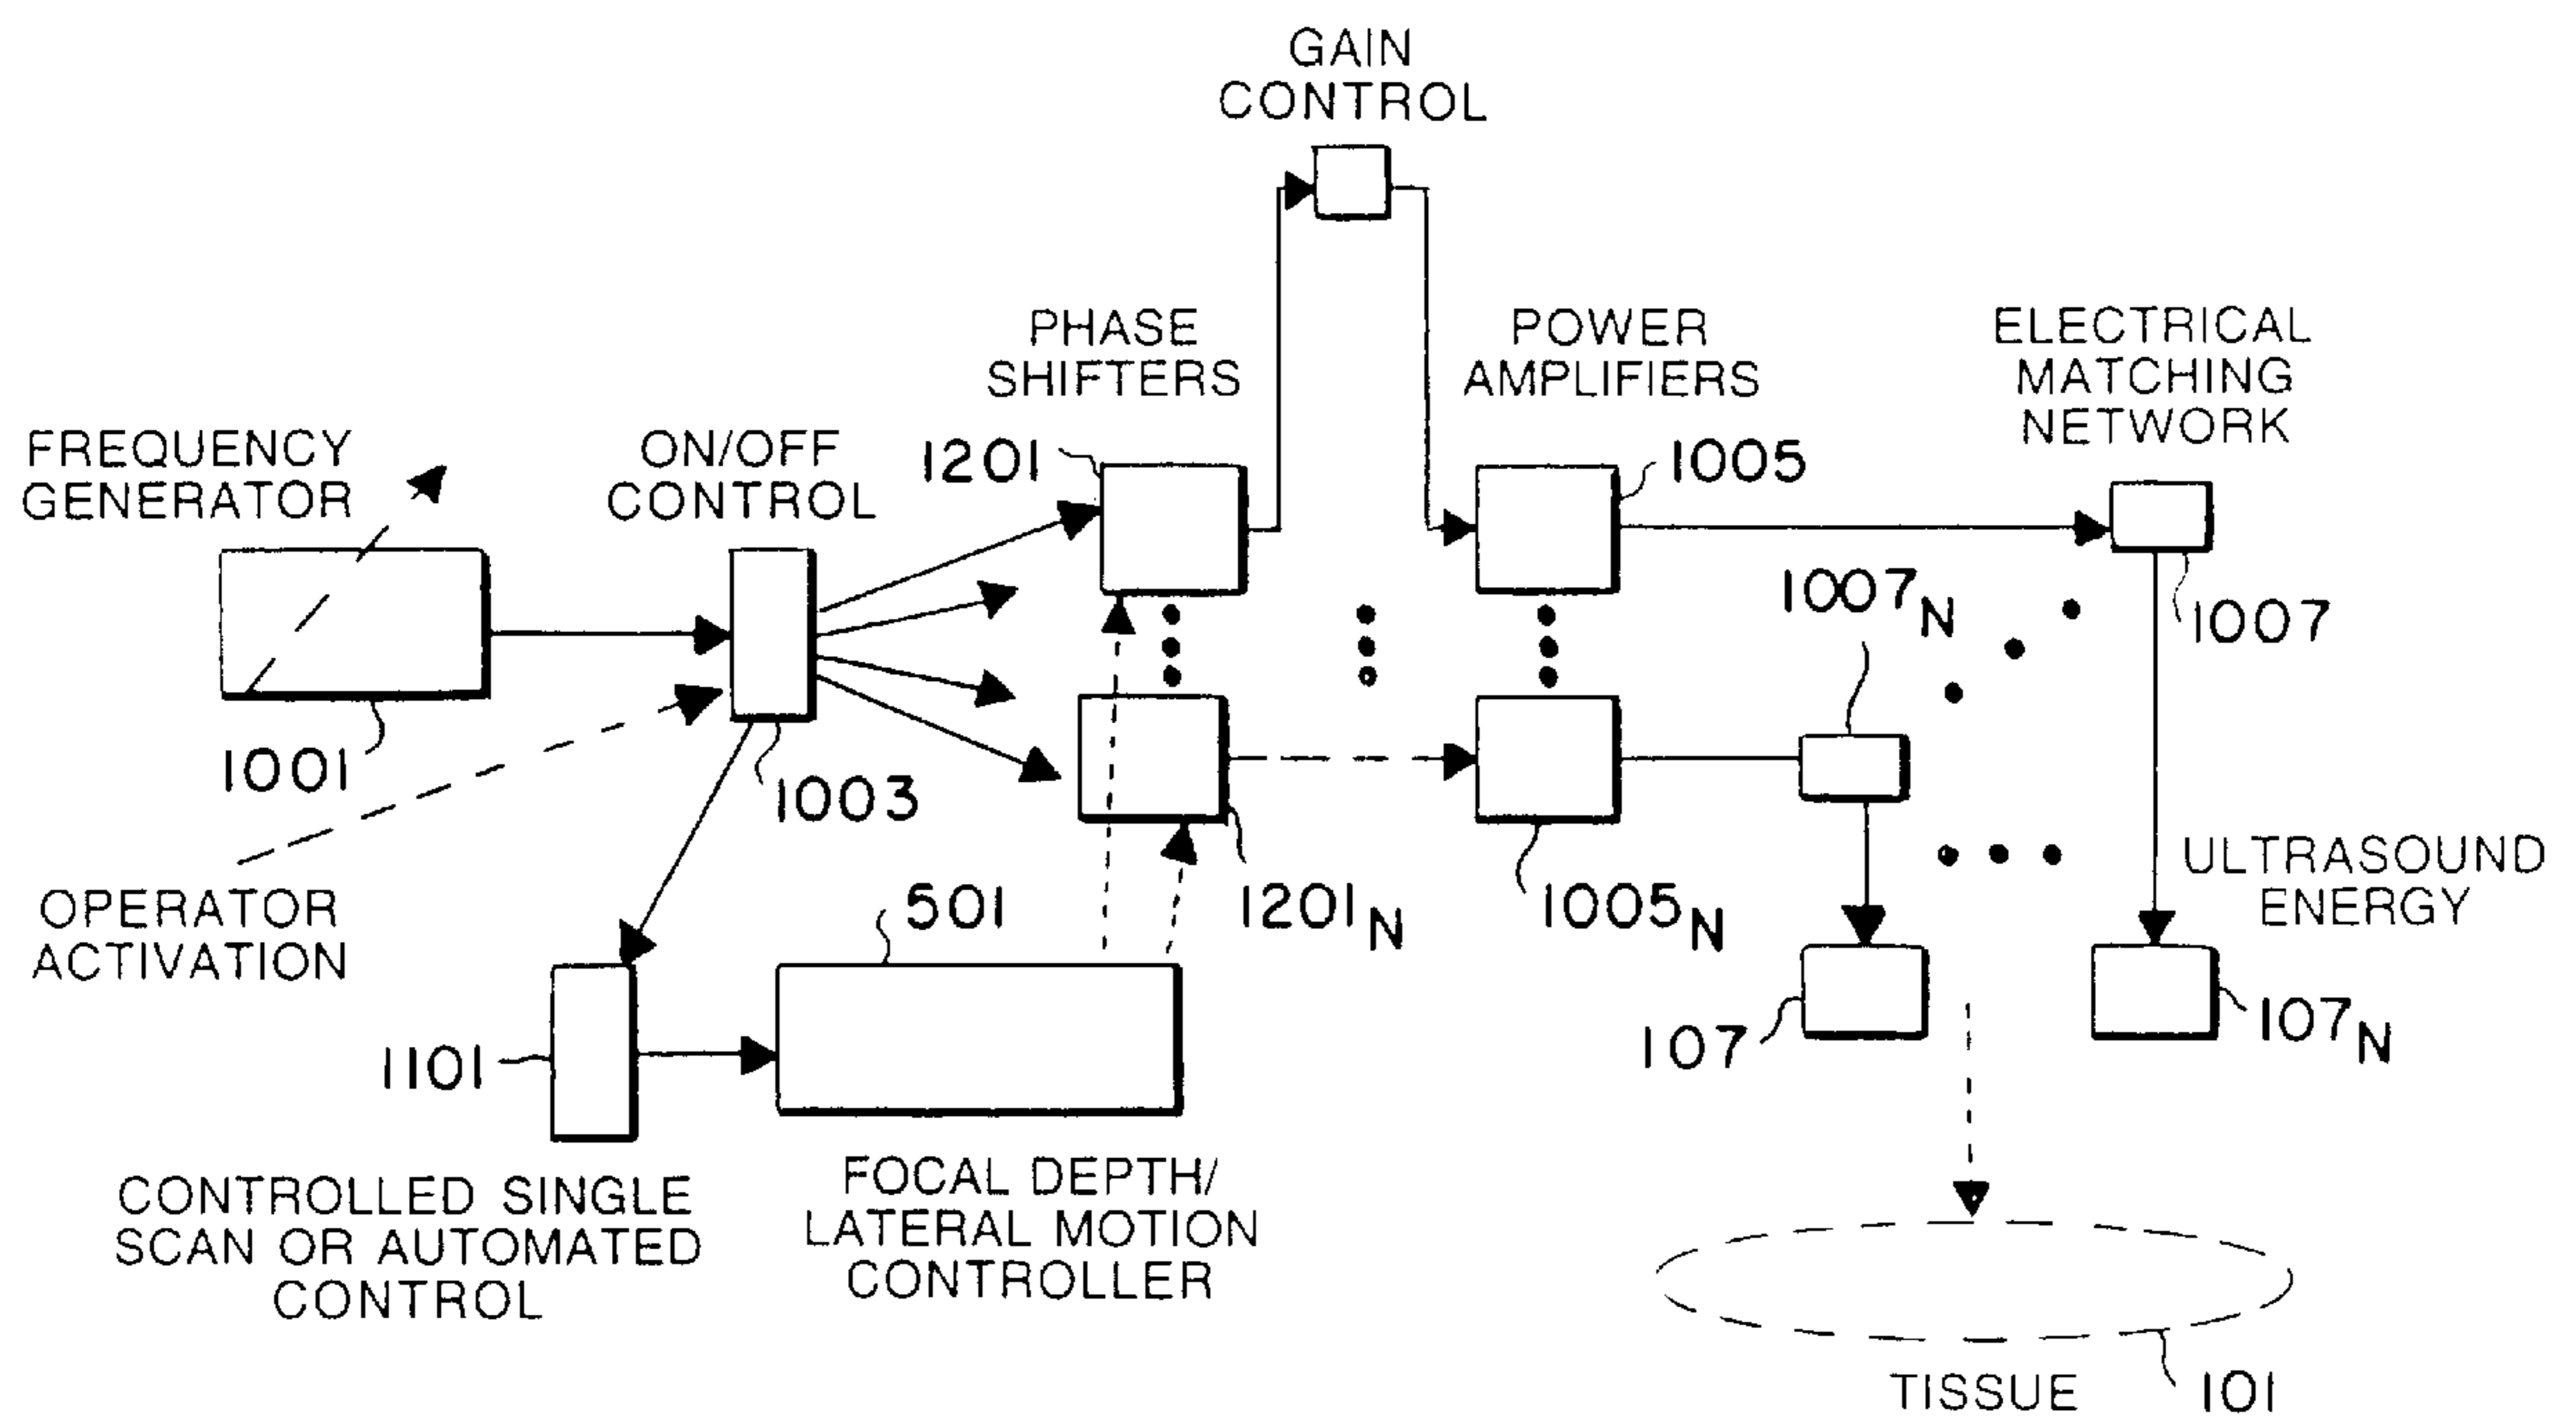 GAIN
CONTROL
PHASE
SHIFTERS
POWER
AMPLIFIERS
ELECTRICAL
MATCHING
NETWORK
FREQUENCY
GENERATOR
ON/OFF
CONTROL
1201
1005
1007N
1007
1001
1003
OPERATOR
ACTIVATION
501
1201N
1005N
ULTRASOUND
ENERGY
1101
107
107N
CONTROLLED SINGLE
SCAN OR AUTOMATED
CONTROL
FOCAL DEPTH/
LATERAL MOTION
CONTROLLER
TISSUE
101